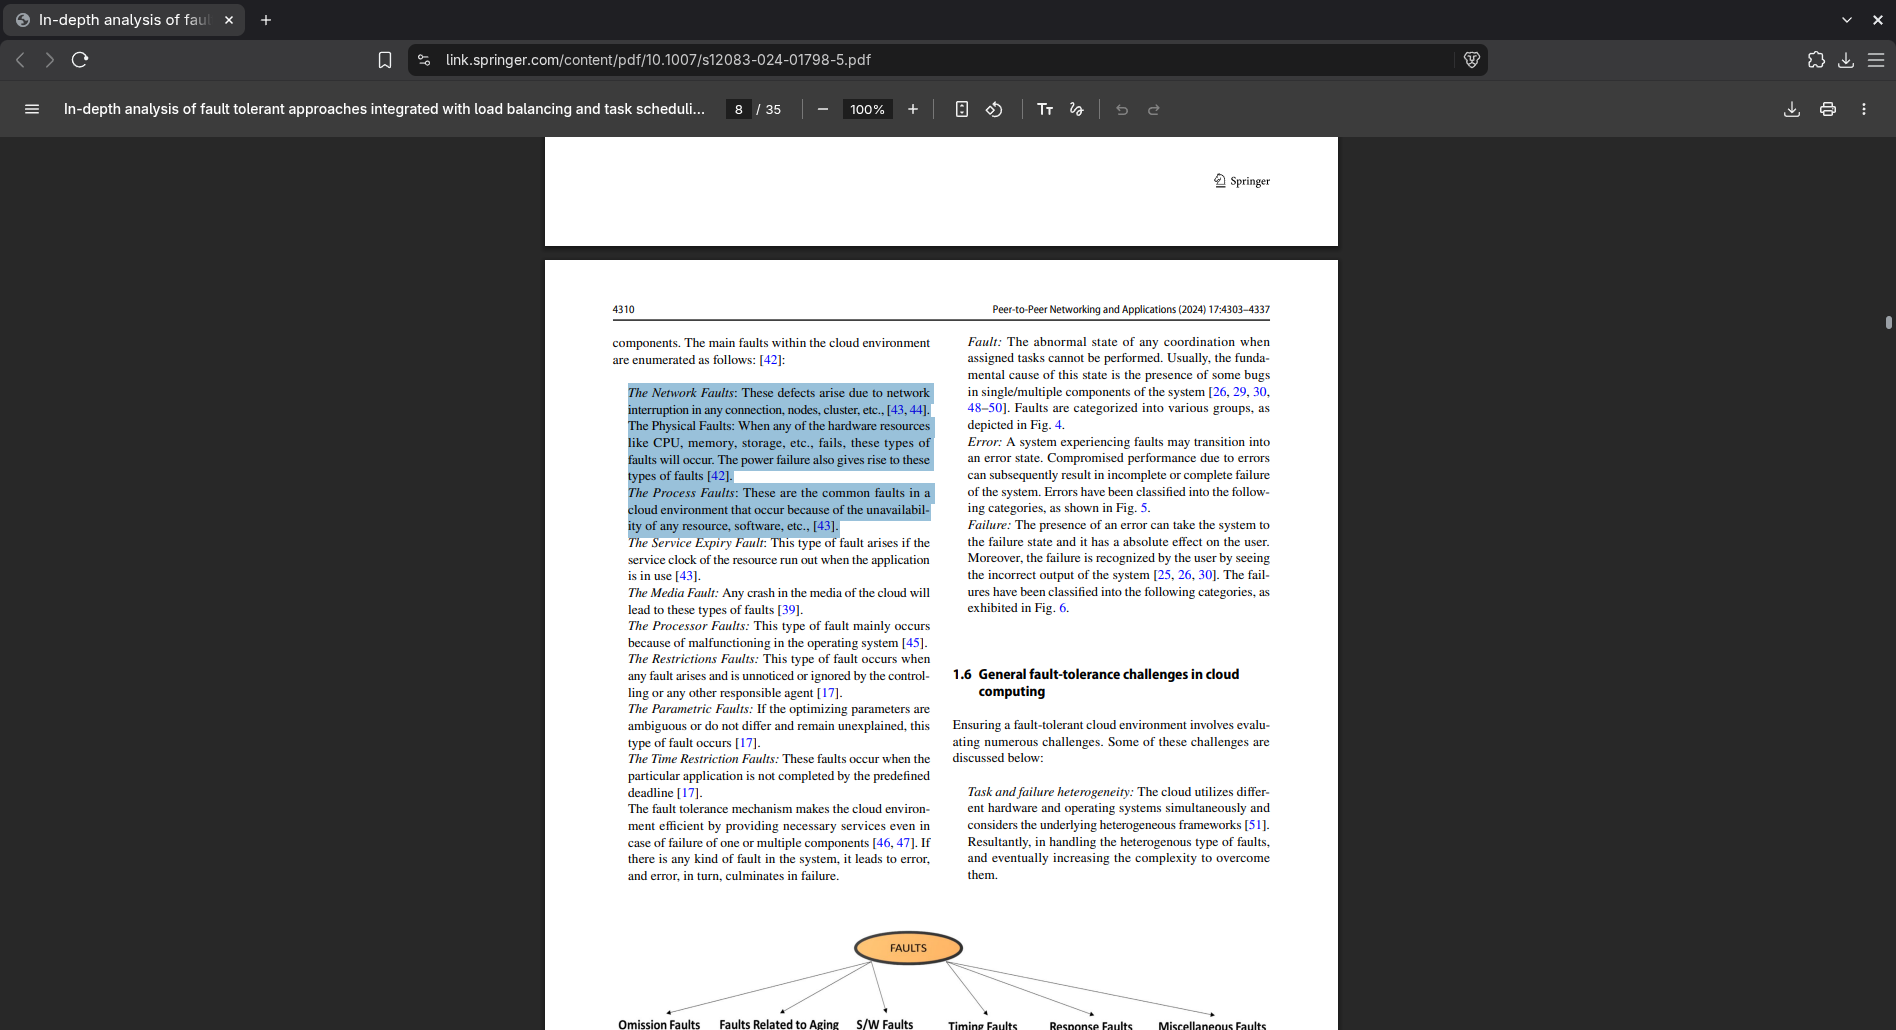 In-depth analysis of fau
link.springer.com/content/pdf/10.1007/s12083-024-01798-5.pdf
In-depth analysis of fault tolerant approaches integrated with load balancing and task scheduli...
8 / 35
100%
Springer
4310
Peer-to-Peer Networking and Applications (2024) 17:4303–4337
components. The main faults within the cloud environment
are enumerated as follows: [42]:
The Network Faults: These defects arise due to network
interruption in any connection, nodes, cluster, etc., [43, 44].
The Physical Faults: When any of the hardware resources
like CPU, memory, storage, etc., fails, these types of
faults will occur. The power failure also gives rise to these
types of faults [42].
The Process Faults: These are the common faults in a
cloud environment that occur because of the unavailabil-
ity of any resource, software, etc., [43].
The Service Expiry Fault: This type of fault arises if the
service clock of the resource run out when the application
is in use [43].
The Media Fault: Any crash in the media of the cloud will
lead to these types of faults [39].
The Processor Faults: This type of fault mainly occurs
because of malfunctioning in the operating system [45].
The Restrictions Faults: This type of fault occurs when
any fault arises and is unnoticed or ignored by the control-
ling or any other responsible agent [17].
The Parametric Faults: If the optimizing parameters are
ambiguous or do not differ and remain unexplained, this
type of fault occurs [17].
The Time Restriction Faults: These faults occur when the
particular application is not completed by the predefined
deadline [17].
The fault tolerance mechanism makes the cloud environ-
ment efficient by providing necessary services even in
case of failure of one or multiple components [46, 47]. If
there is any kind of fault in the system, it leads to error,
and error, in turn, culminates in failure.
Fault: The abnormal state of any coordination when
assigned tasks cannot be performed. Usually, the funda-
mental cause of this state is the presence of some bugs
in single/multiple components of the system [26, 29, 30,
48–50]. Faults are categorized into various groups, as
depicted in Fig. 4.
Error: A system experiencing faults may transition into
an error state. Compromised performance due to errors
can subsequently result in incomplete or complete failure
of the system. Errors have been classified into the follow-
ing categories, as shown in Fig. 5.
Failure: The presence of an error can take the system to
the failure state and it has a absolute effect on the user.
Moreover, the failure is recognized by the user by seeing
the incorrect output of the system [25, 26, 30]. The fail-
ures have been classified into the following categories, as
exhibited in Fig. 6.
1.6 General fault-tolerance challenges in cloud
computing
Ensuring a fault-tolerant cloud environment involves evalu-
ating numerous challenges. Some of these challenges are
discussed below:
Task and failure heterogeneity: The cloud utilizes differ-
ent hardware and operating systems simultaneously and
considers the underlying heterogeneous frameworks [51].
Resultantly, in handling the heterogenous type of faults,
and eventually increasing the complexity to overcome
them.
FAULTS
Omission Faults
Faults Related to Aging
S/W Faults
Timing Faults
Response Faults
Miscellaneous Faults